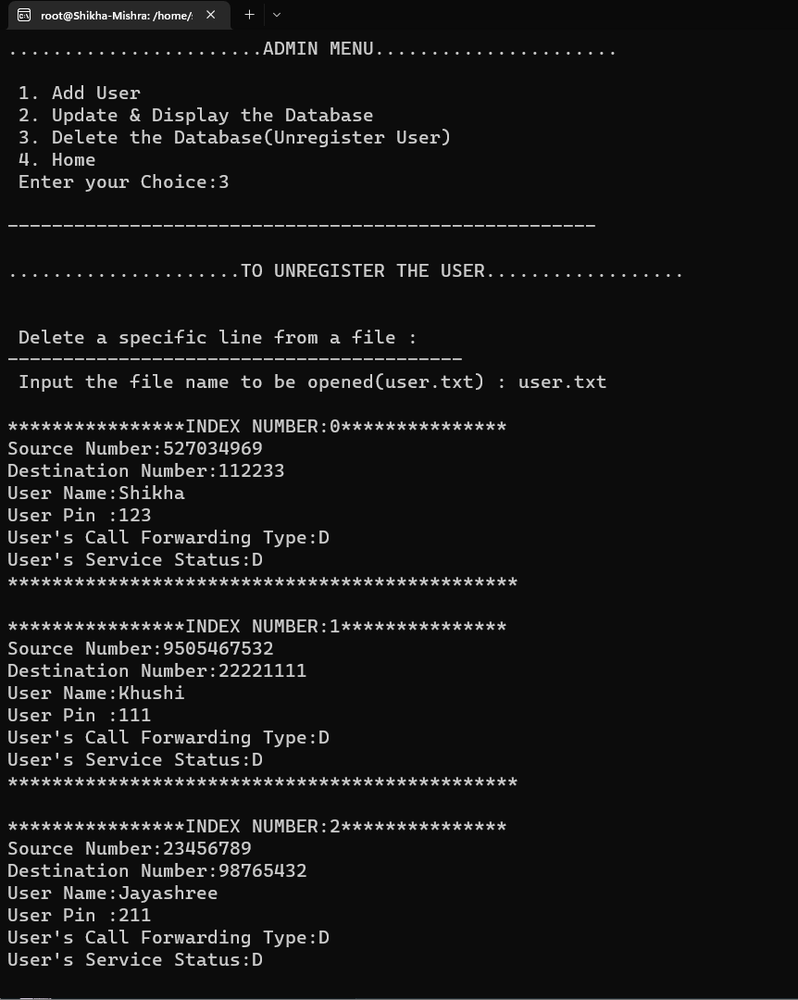 root@Shikha-Mishra: /home/
.......................ADMIN MENU......................
1. Add User
2. Update & Display the Database
3. Delete the Database(Unregister User)
4. Home
Enter your Choice:3
-----------------------------------------------------
.....................TO UNREGISTER THE USER..................
Delete a specific line from a file :
-----------------------------------------
Input the file name to be opened(user.txt) : user.txt
****************INDEX NUMBER:0***************
Source Number:527034969
Destination Number:112233
User Name:Shikha
User Pin :123
User's Call Forwarding Type:D
User's Service Status:D
**********************************************
****************INDEX NUMBER:1***************
Source Number:9505467532
Destination Number:22221111
User Name:Khushi
User Pin :111
User's Call Forwarding Type:D
User's Service Status:D
**********************************************
****************INDEX NUMBER:2***************
Source Number:23456789
Destination Number:98765432
User Name:Jayashree
User Pin :211
User's Call Forwarding Type:D
User's Service Status:D